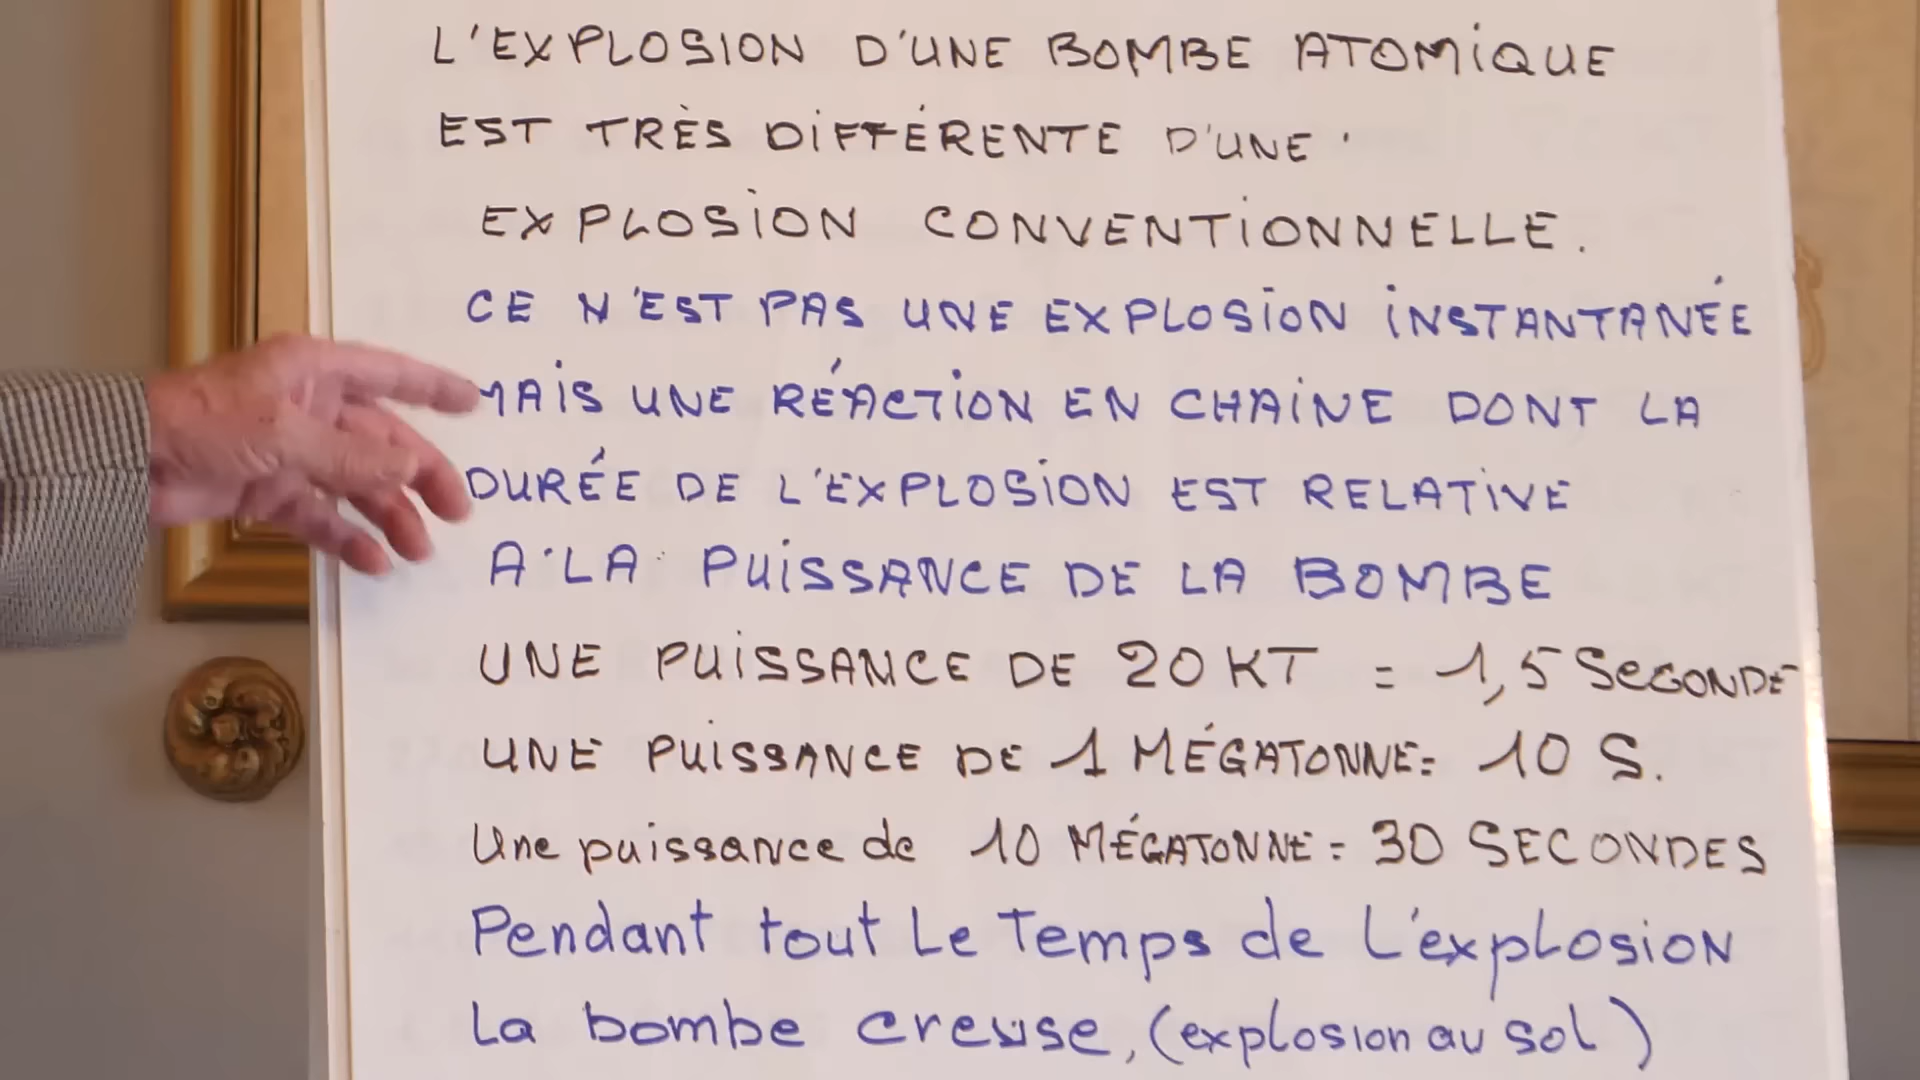 L'EXPLOSION D'UNE BOMBE ATOMIQUE
EST TRÈS DIFFÉRENTE D'UNE
EXPLOSION CONVENTIONNELLE.
CE N'EST PAS UNE EXPLOSION INSTANTANÉE
MAIS UNE RÉACTION EN CHAINE DONT LA
DURÉE DE L'EXPLOSION EST RELATIVE
A LA PUISSANCE DE LA BOMBE
UNE PUISSANCE DE 20 KT = 1,5 SECONDE
UNE PUISSANCE DE 1 MÉGATONNE = 10 S.
Une puissance de 10 MÉGATONNE = 30 SECONDES
Pendant tout Le Temps de L'explosion
La bombe creuse, (explosion au sol)